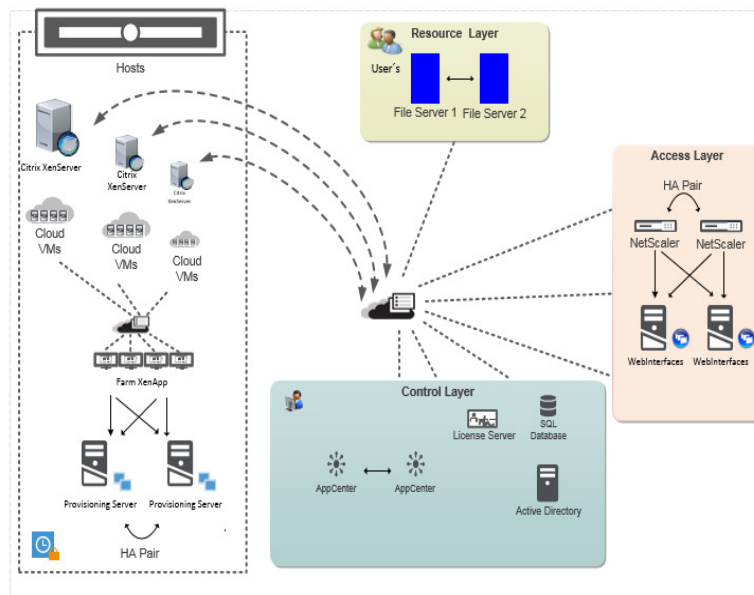 Hosts
Citrix XenServer
Citrix
XenServer
Citrix
XenServer
Cloud
VMs
Cloud
VMs
Cloud
VMs
Farm XenApp
Provisioning Server
Provisioning Server
HA Pair
Resource Layer
User´s
File Server 1
File Server 2
Access Layer
HA Pair
NetScaler
NetScaler
WebInterfaces
WebInterfaces
Control Layer
License Server
SQL
Database
AppCenter
AppCenter
Active Directory